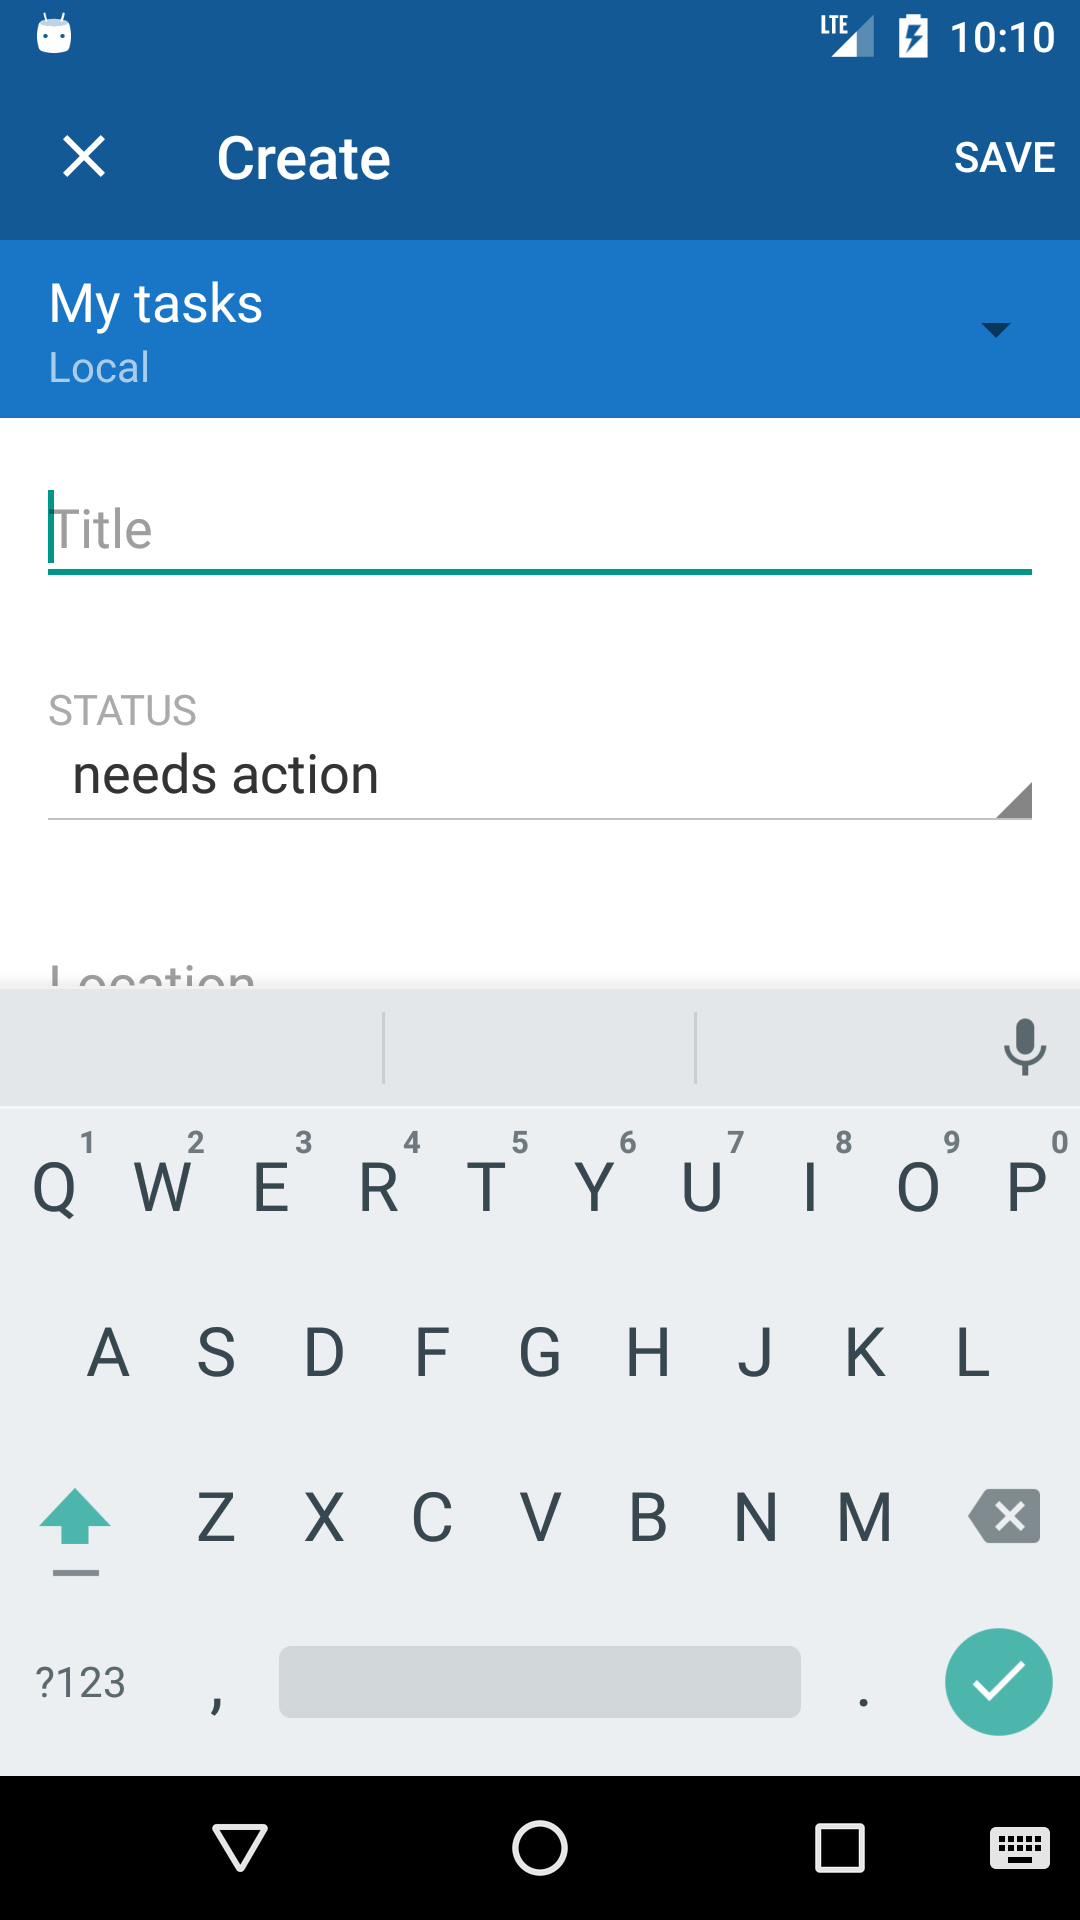 LTE 10:10
Create SAVE
My tasks
Local
Title
STATUS
needs action
Location
1 2 3 4 5 6 7 8 9 0
Q W E R T Y U I O P
A S D F G H J K L
Z X C V B N M
?123 , .